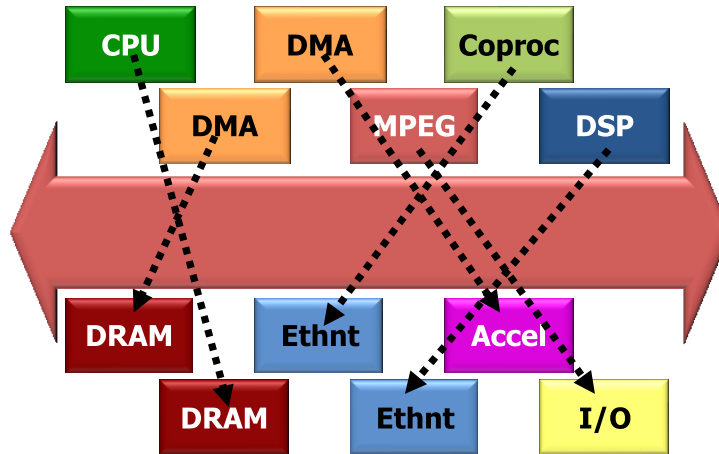 CPU
DMA
Coproc
DMA
MPEG
DSP
DRAM
Ethnt
Accel
DRAM
Ethnt
I/O